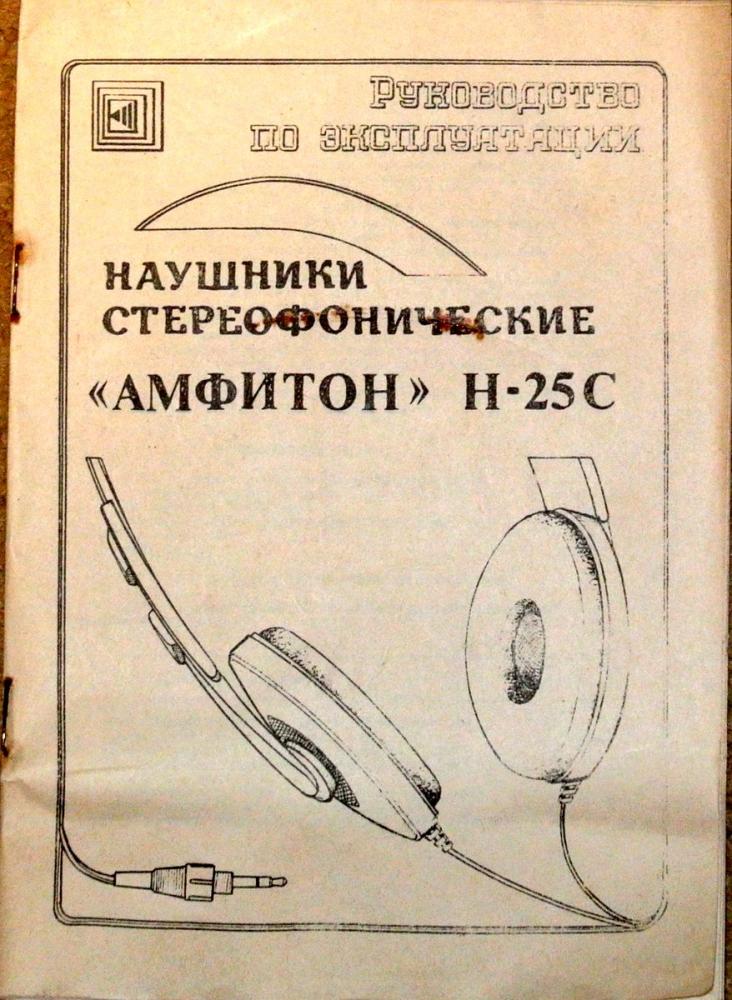 Руководство
по эксплуатации
Наушники
стереофонические
«АМФИТОН» Н-25С